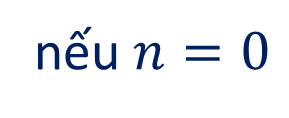 nếu 𝑛 = 0